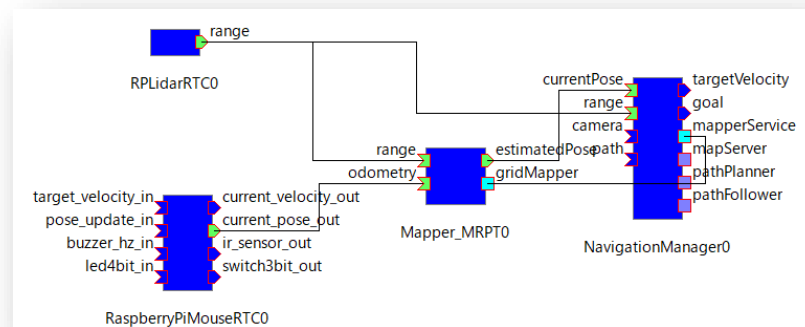 range
RPLidarRTC0
currentPose
range
camera
path
targetVelocity
goal
mapperService
mapServer
pathPlanner
pathFollower
NavigationManager0
range
odometry
estimatedPose
gridMapper
Mapper_MRPT0
target_velocity_in
pose_update_in
buzzer_hz_in
led4bit_in
current_velocity_out
current_pose_out
ir_sensor_out
switch3bit_out
RaspberryPiMouseRTC0